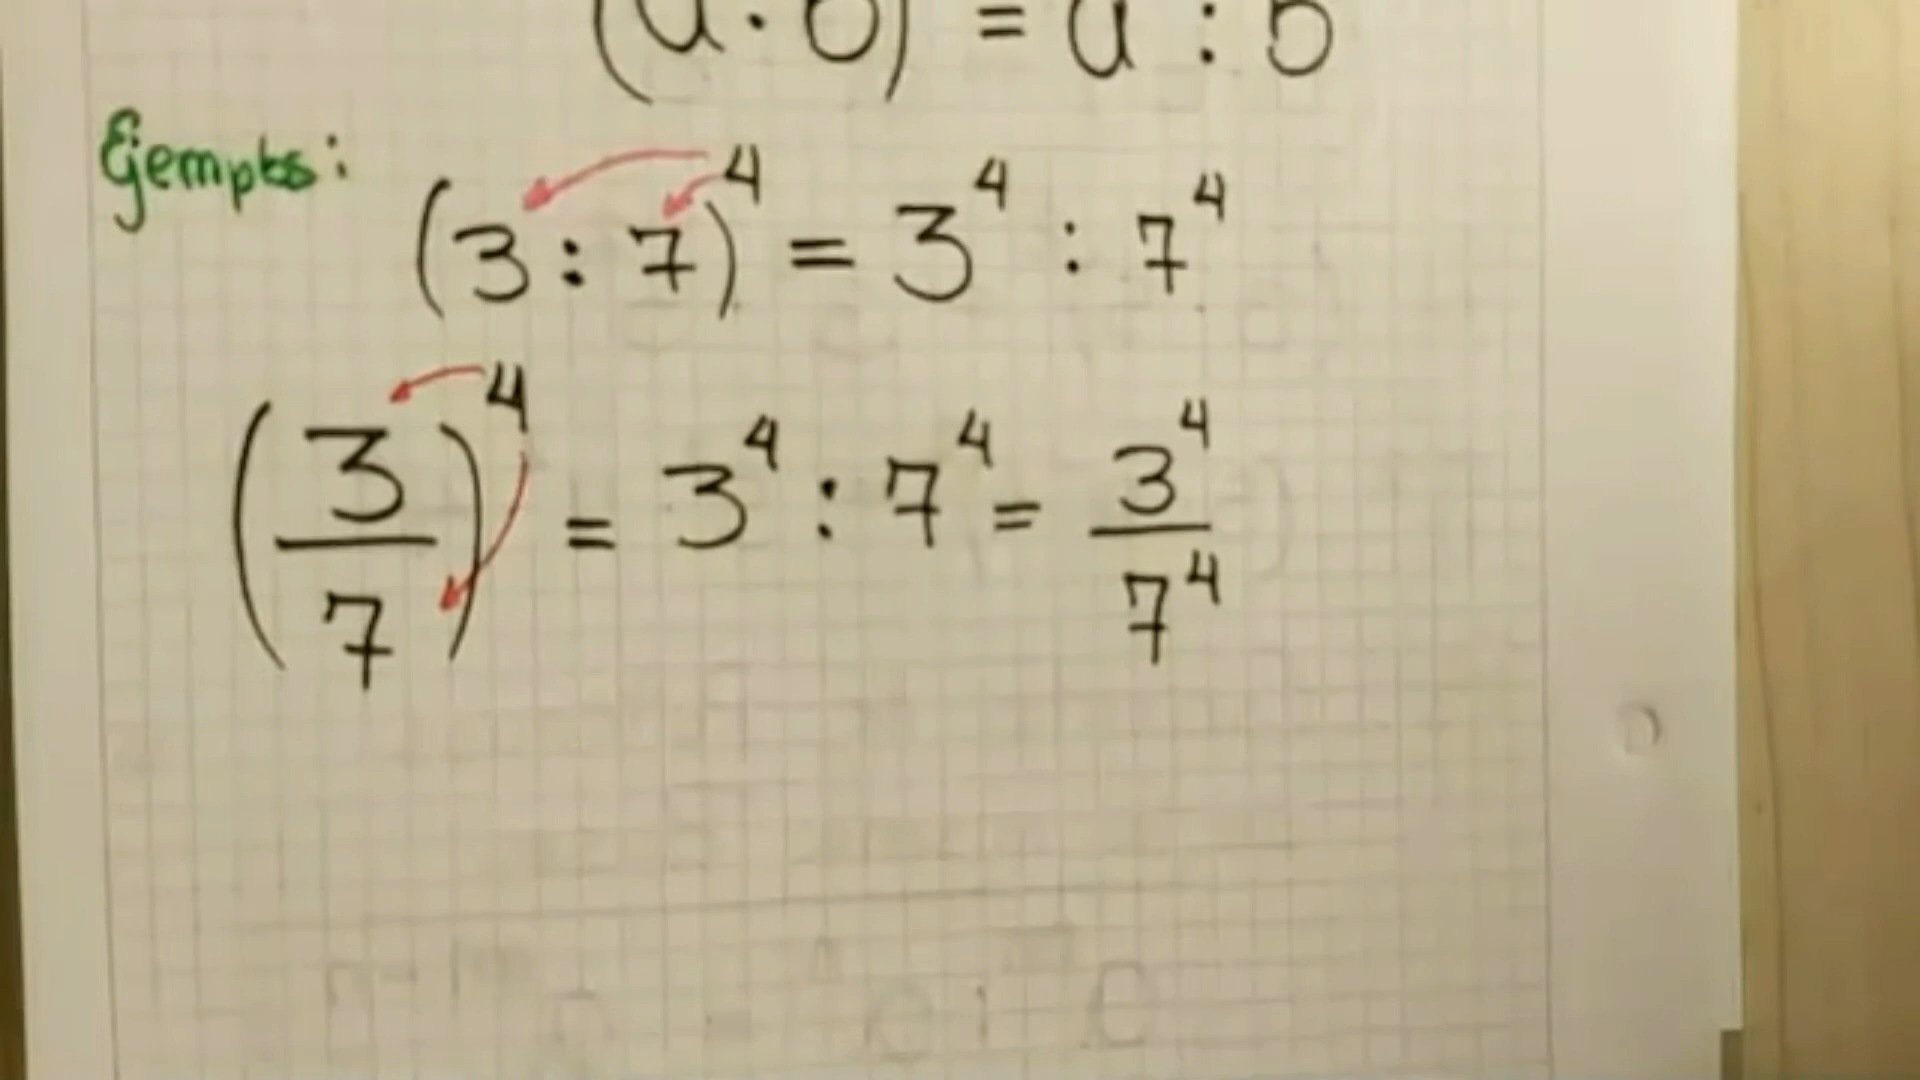 (a : b) = a : b
Ejemplos:
(3 : 7)⁴ = 3⁴ : 7⁴
(3/7)⁴ = 3⁴ : 7⁴ = 3⁴/7⁴